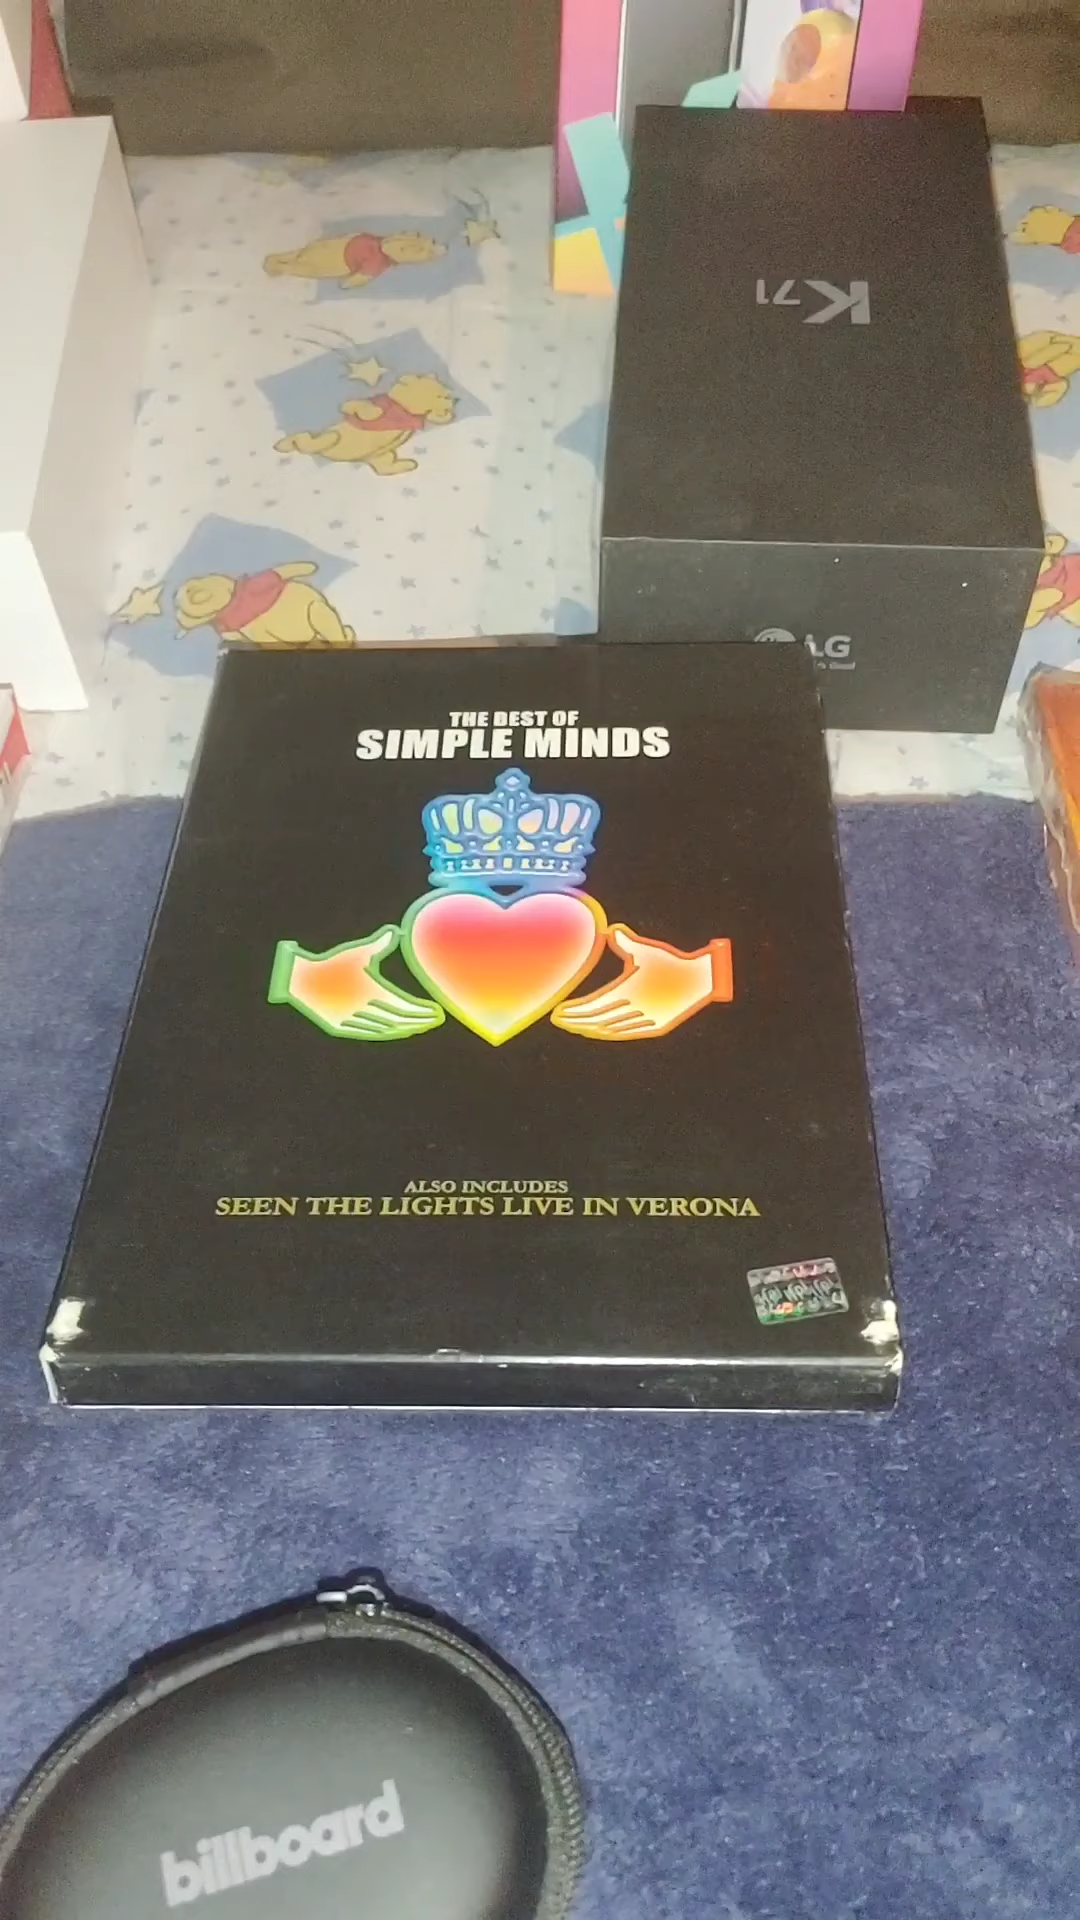 K71
LG
THE BEST OF
SIMPLE MINDS
ALSO INCLUDES
SEEN THE LIGHTS LIVE IN VERONA
billboard